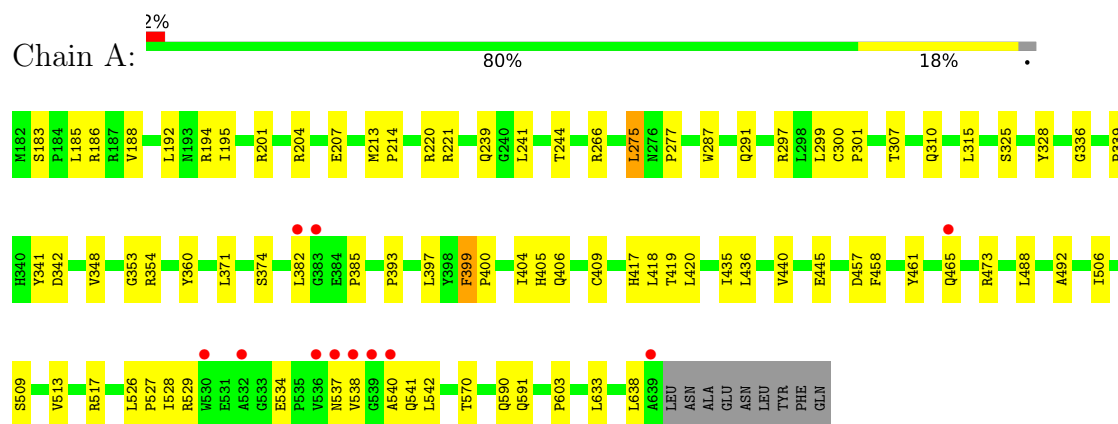 2%
Chain A:
80% 18% •
M182 S183 P184 L185 R186 R187 V188 L192 N193 R194 I195 R201 R204 E207 M213 P214 R220 R221 Q239 G240 L241 T244 R266 L275 N276 P277 W287 Q291 R297 L298 L299 C300 P301 T307 Q310 L315 S325 Y328 G336
H340 Y341 D342 V348 G353 R354 Y360 L371 S374 L382 G383 E384 P385 P393 L397 Y398 F399 P400 I404 H405 Q406 C409 H417 L418 T419 L420 I435 L436 V440 E445 D457 F458 Y461 Q465 R473 L488 A492 I506
S509 V513 R517 L526 P527 I528 R529 W530 E531 A532 G533 E534 P535 V536 N537 V538 G539 A540 Q541 L542 T570 Q590 Q591 P603 L633 L638 A639 LEU ASN ALA GLU ASN LEU TYR PHE GLN